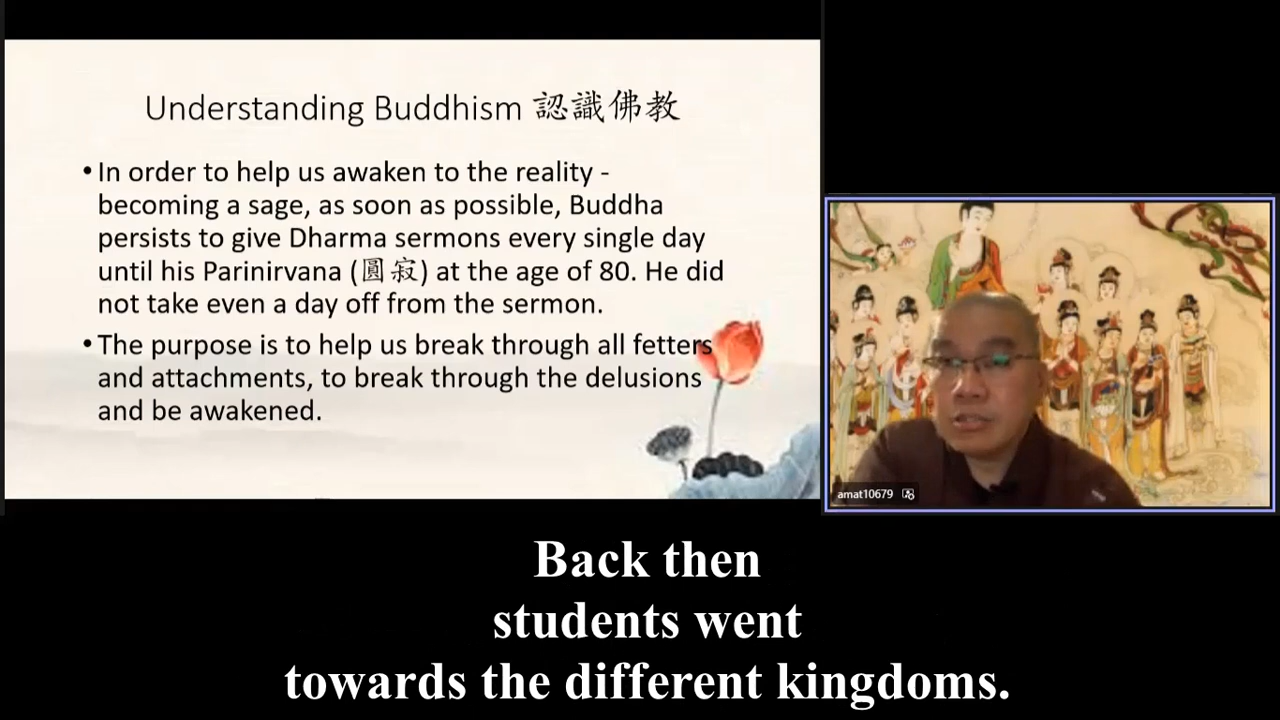 Understanding Buddhism 認識佛教
•In order to help us awaken to the reality -
becoming a sage, as soon as possible, Buddha
persists to give Dharma sermons every single day
until his Parinirvana (圓寂) at the age of 80. He did
not take even a day off from the sermon.
•The purpose is to help us break through all fetters
and attachments, to break through the delusions
and be awakened.
amat10679
Back then
students went
towards the different kingdoms.